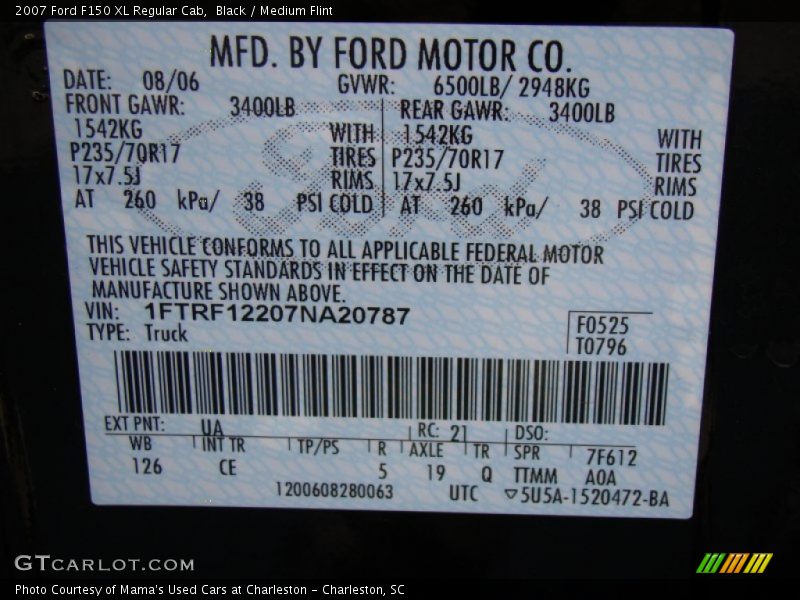 2007 Ford F150 XL Regular Cab, Black / Medium Flint
MFD. BY FORD MOTOR CO.
DATE: 08/06 GVWR: 6500LB/ 2948KG
FRONT GAWR: 3400LB REAR GAWR: 3400LB
1542KG WITH 1542KG WITH
P235/70R17 TIRES P235/70R17 TIRES
17x7.5J RIMS 17x7.5J RIMS
AT 260 kPa/ 38 PSI COLD AT 260 kPa/ 38 PSI COLD
Ford
THIS VEHICLE CONFORMS TO ALL APPLICABLE FEDERAL MOTOR
VEHICLE SAFETY STANDARDS IN EFFECT ON THE DATE OF
MANUFACTURE SHOWN ABOVE.
VIN: 1FTRF12207NA20787
TYPE: Truck
F0525
T0796
EXT PNT: UA RC: 21 DSO:
WB INT TR TP/PS R AXLE TR SPR 7F612
126 CE 5 19 Q TTMM A0A
1200608280063 UTC ▽5U5A-1520472-BA
GTCARLOT.COM
Photo Courtesy of Mama's Used Cars at Charleston - Charleston, SC